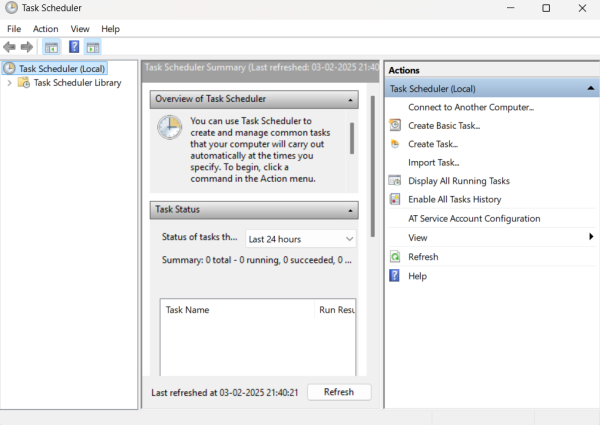 Task Scheduler
File Action View Help
Task Scheduler (Local)
Task Scheduler Library
Task Scheduler Summary (Last refreshed: 03-02-2025 21:40
Overview of Task Scheduler
You can use Task Scheduler to
create and manage common tasks
that your computer will carry out
automatically at the times you
specify. To begin, click a
command in the Action menu.
Task Status
Status of tasks th... Last 24 hours
Summary: 0 total - 0 running, 0 succeeded, 0 ...
Task Name Run Resu
Last refreshed at 03-02-2025 21:40:21 Refresh
Actions
Task Scheduler (Local)
Connect to Another Computer...
Create Basic Task...
Create Task...
Import Task...
Display All Running Tasks
Enable All Tasks History
AT Service Account Configuration
View
Refresh
Help